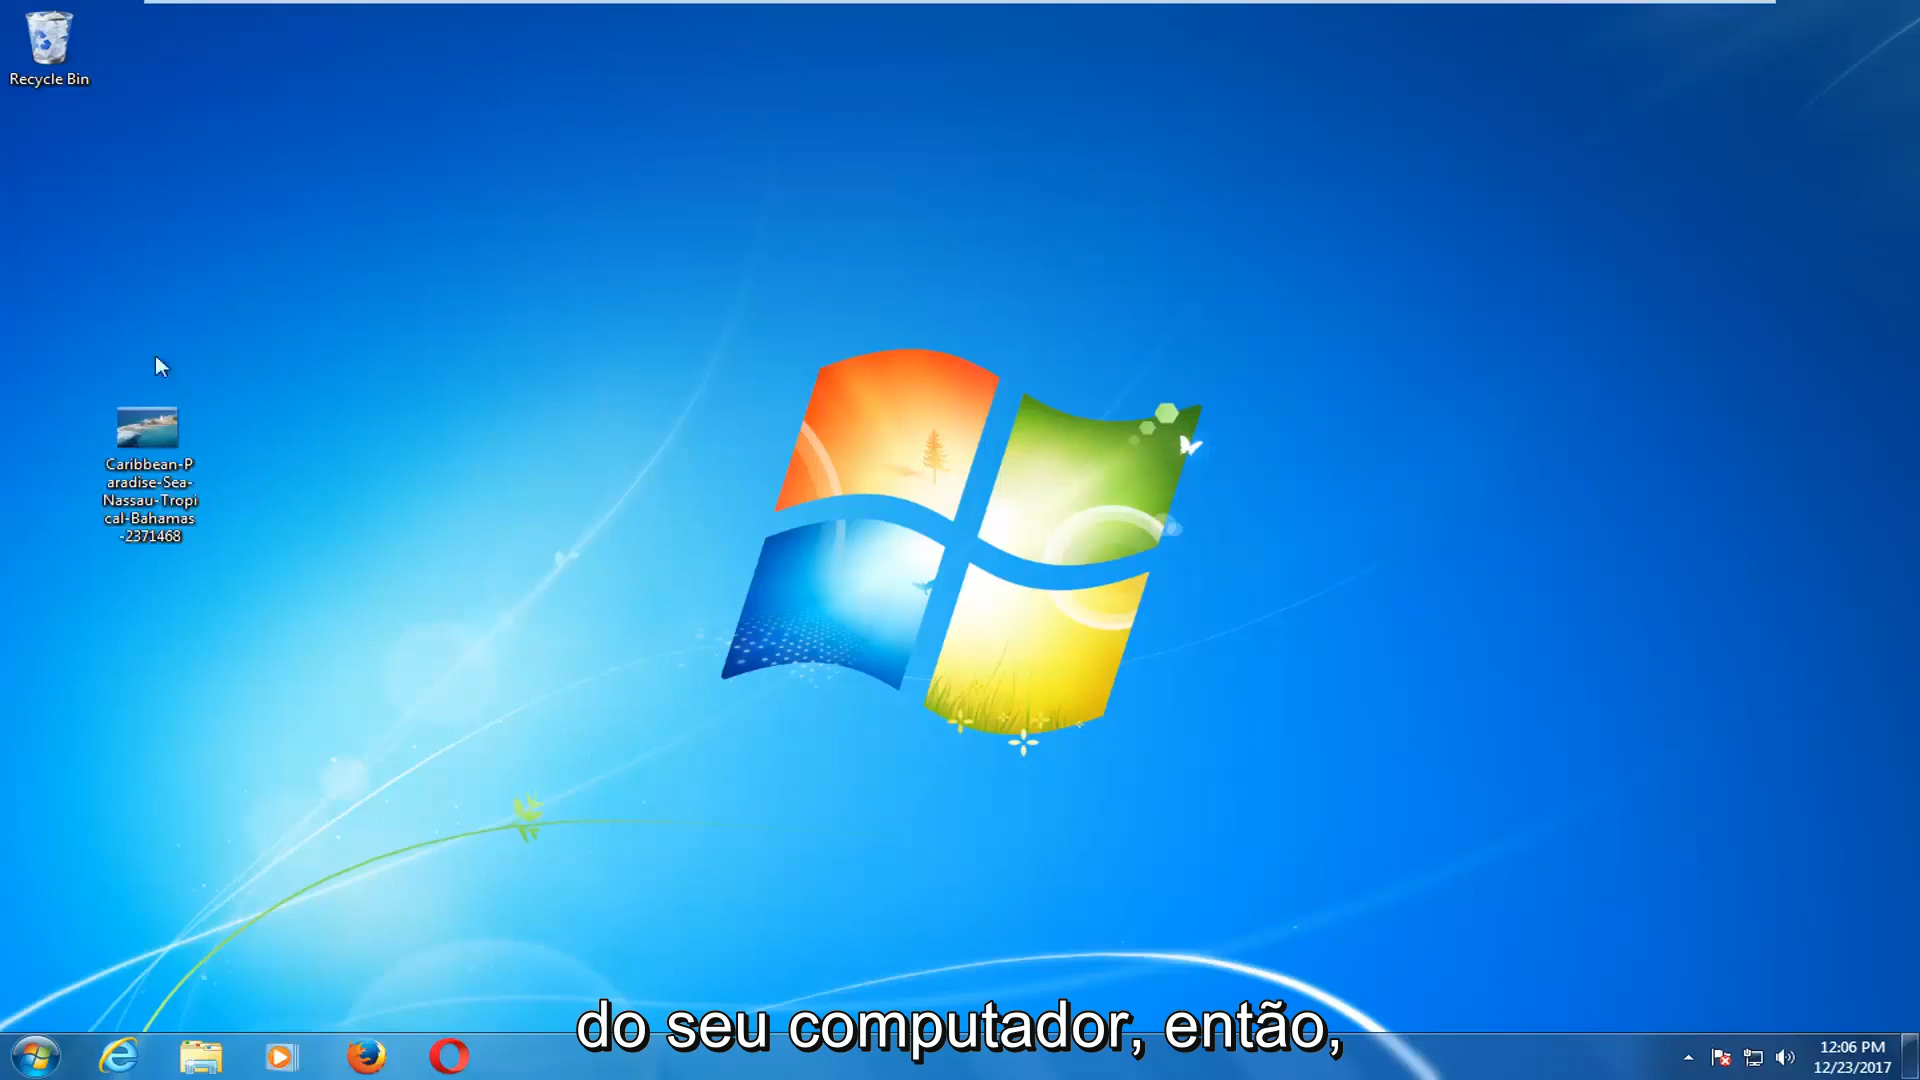 Recycle Bin
Caribbean-P
aradise-Sea-
Nassau-Tropi
cal-Bahamas
-2371468
do seu computador, então,
12:06 PM
12/23/2017